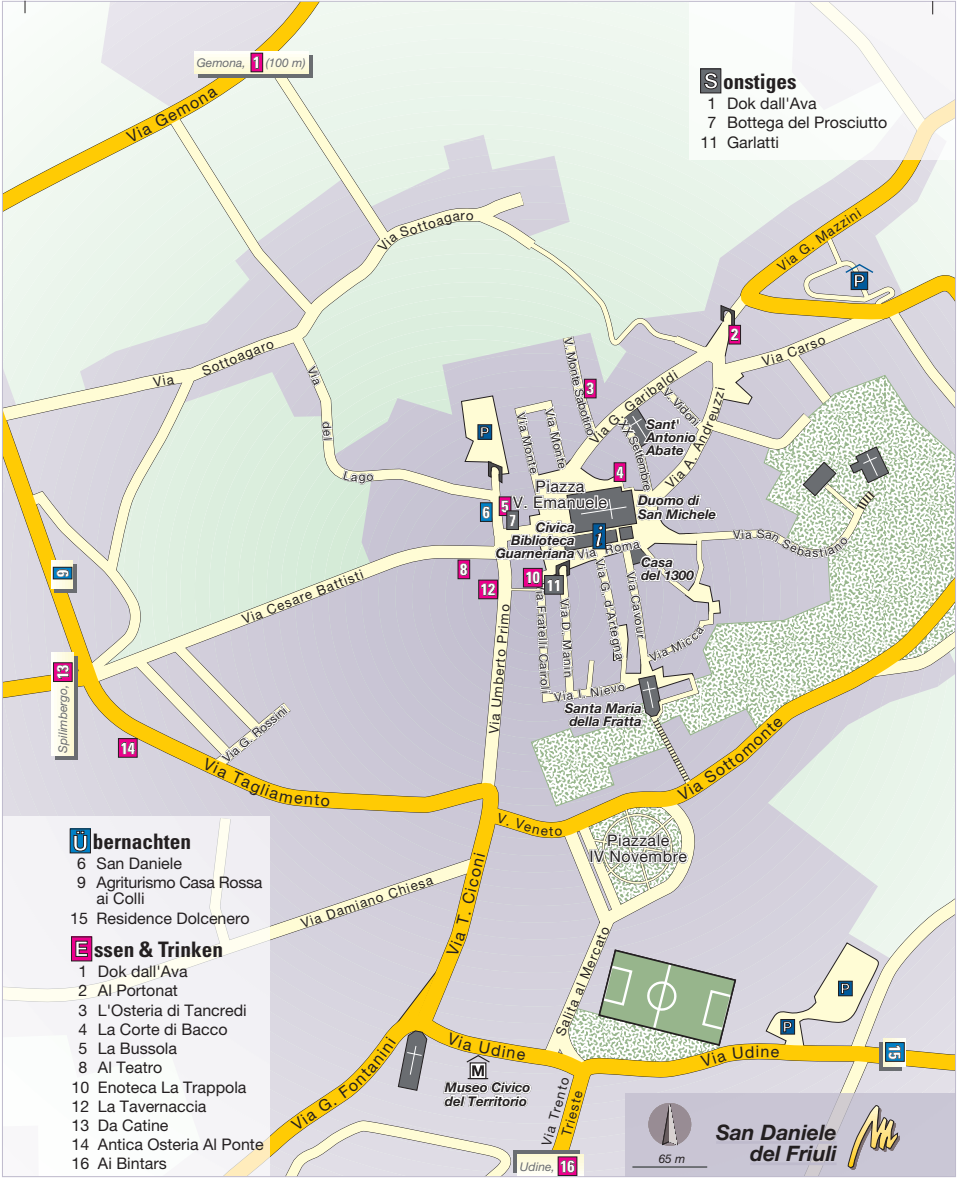 Gemona, 1 (100 m)
Via Gemona
Sonstiges
1 Dok dall'Ava
7 Bottega del Prosciutto
11 Garlatti
Via Sottoagaro
Via G. Mazzini
P
2
Via Carso
Via Sottoagaro
Via del Lago
V. Monte Sabotino
3
Via G. Garibaldi
V. Vidoni
Via A. Andreuzzi
Sant'
Antonio
Abate
XX Settembre
P
Via Monte
Via Monte
4
Piazza
V. Emanuele
Duomo di
San Michele
6
5
7
Civica
Biblioteca
Guarneriana
i
Via Roma
Via San Sebastiano
Casa
del 1300
8
10
11
12
9
Via Cesare Battisti
Via Umberto Primo
Via Fratelli Cairoli
Via D. Manin
Via G. d'Artegna
Via Cavour
Via Micca
Via I. Nievo
Santa Maria
della Fratta
Spilimbergo, 13
14
Via G. Rossini
Via Tagliamento
Via Sottomonte
V. Veneto
Piazzale
IV Novembre
Übernachten
6 San Daniele
9 Agriturismo Casa Rossa
ai Colli
15 Residence Dolcenero
Essen & Trinken
1 Dok dall'Ava
2 Al Portonat
3 L'Osteria di Tancredi
4 La Corte di Bacco
5 La Bussola
8 Al Teatro
10 Enoteca La Trappola
12 La Tavernaccia
13 Da Catine
14 Antica Osteria Al Ponte
16 Ai Bintars
Via Damiano Chiesa
Via T. Ciconi
Salita al Mercato
P
P
15
Via Udine
Via Udine
Via G. Fontanini
M
Museo Civico
del Territorio
Via Trento
Trieste
Udine, 16
65 m
San Daniele
del Friuli